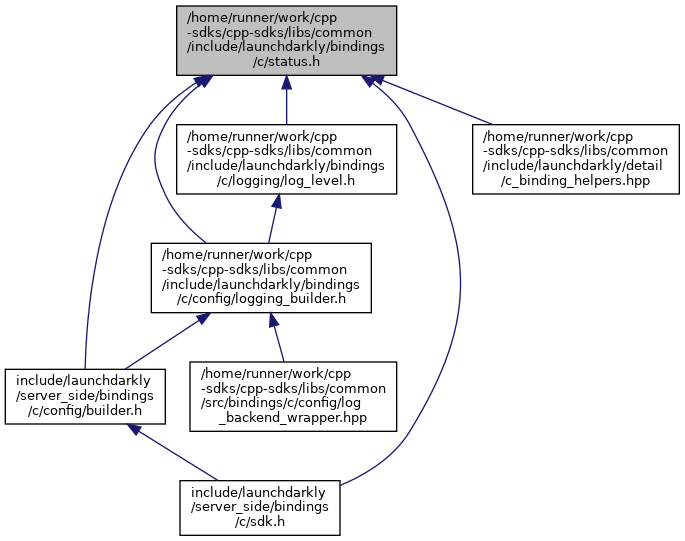 /home/runner/work/cpp
-sdks/cpp-sdks/libs/common
/include/launchdarkly/bindings
/c/status.h
/home/runner/work/cpp
-sdks/cpp-sdks/libs/common
/include/launchdarkly/bindings
/c/logging/log_level.h
/home/runner/work/cpp
-sdks/cpp-sdks/libs/common
/include/launchdarkly/detail
/c_binding_helpers.hpp
/home/runner/work/cpp
-sdks/cpp-sdks/libs/common
/include/launchdarkly/bindings
/c/config/logging_builder.h
include/launchdarkly
/server_side/bindings
/c/config/builder.h
/home/runner/work/cpp
-sdks/cpp-sdks/libs/common
/src/bindings/c/config/log
_backend_wrapper.hpp
include/launchdarkly
/server_side/bindings
/c/sdk.h